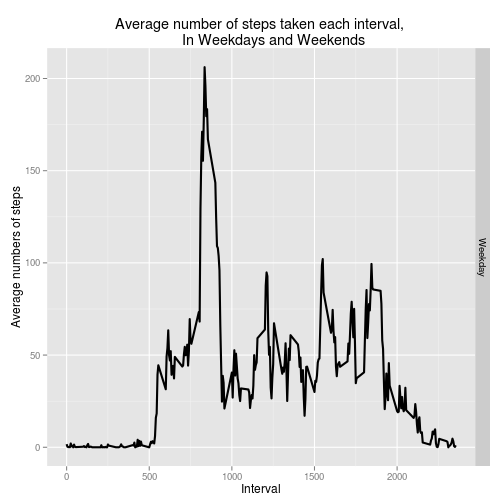 Average number of steps taken each interval,
In Weekdays and Weekends
Average numbers of steps
200
150
100
50
0
Weekday
0 500 1000 1500 2000
Interval